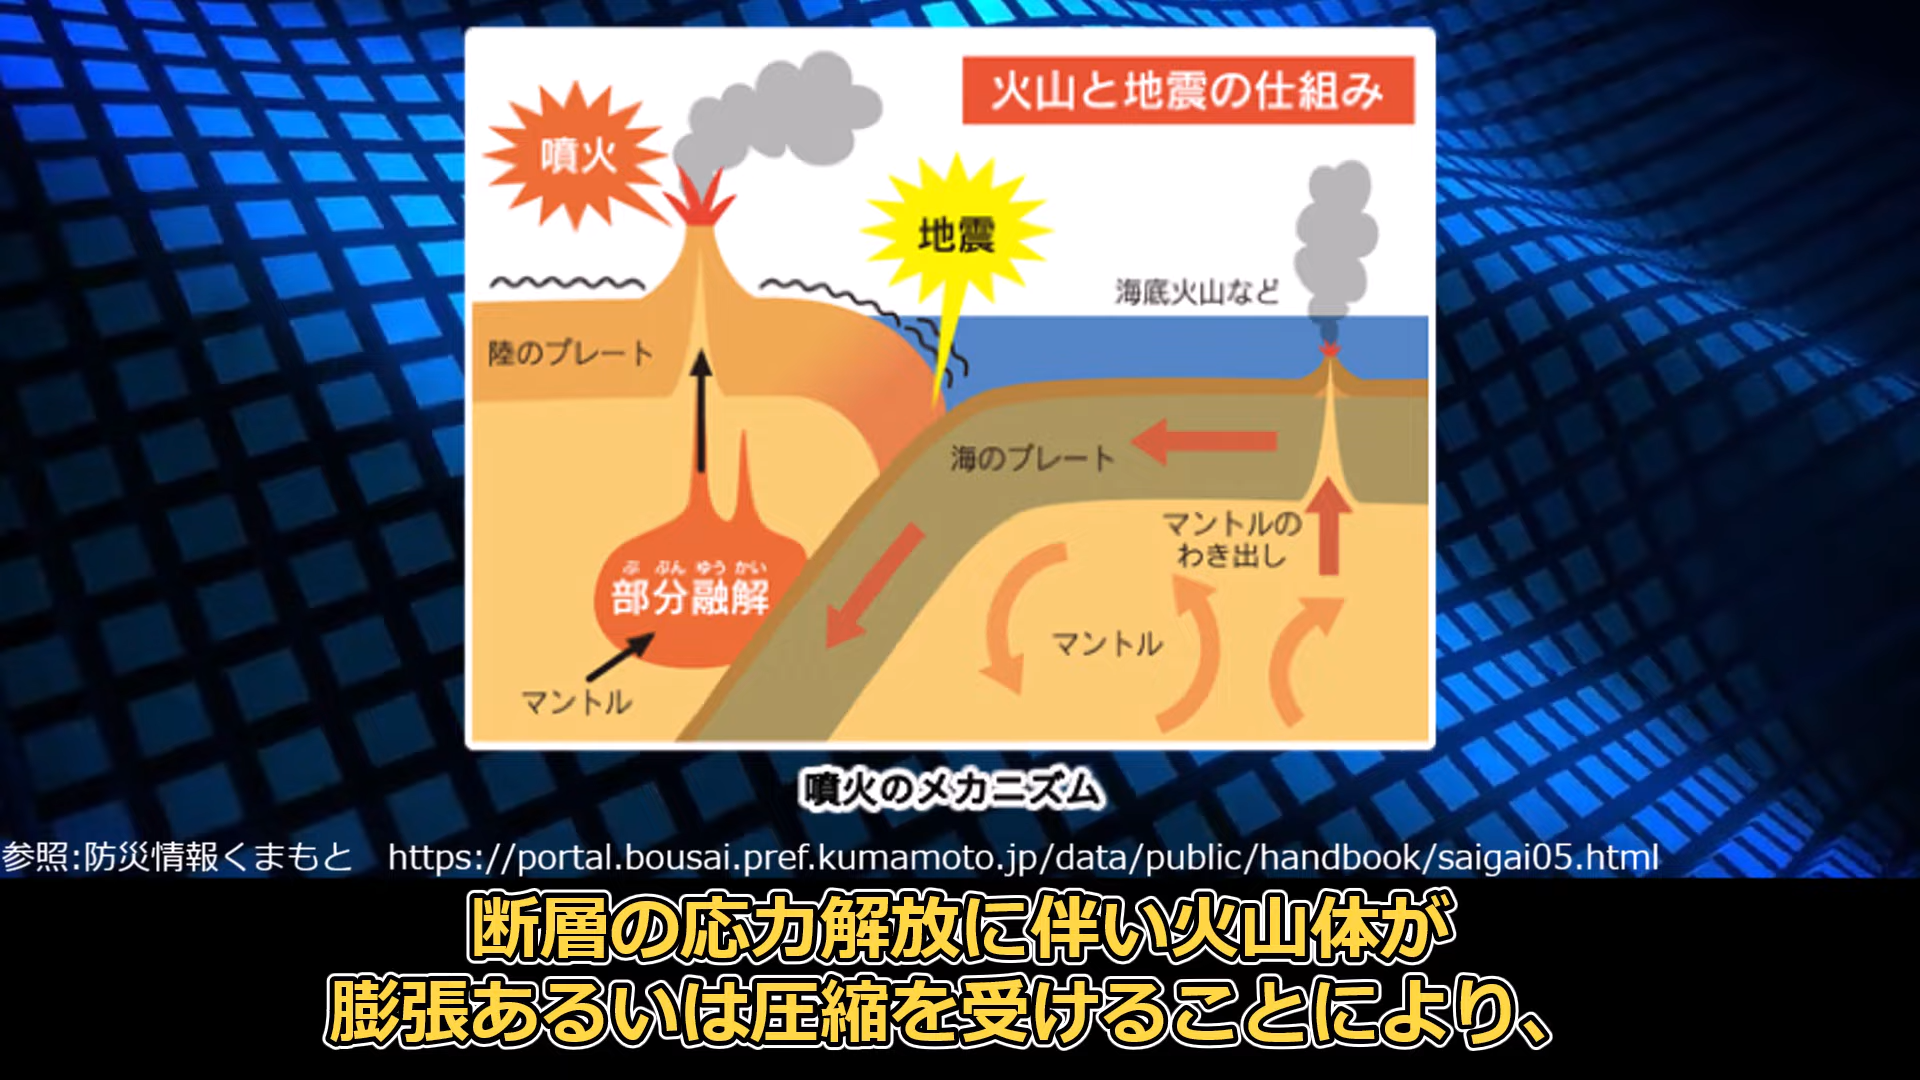 火山と地震の仕組み
噴火
地震
海底火山など
陸のプレート
海のプレート
マントルの
わき出し
ぶ ぶん ゆう かい
部分融解
マントル
マントル
噴火のメカニズム
参照:防災情報くまもと https://portal.bousai.pref.kumamoto.jp/data/public/handbook/saigai05.html
断層の応力解放に伴い火山体が
膨張あるいは圧縮を受けることにより、